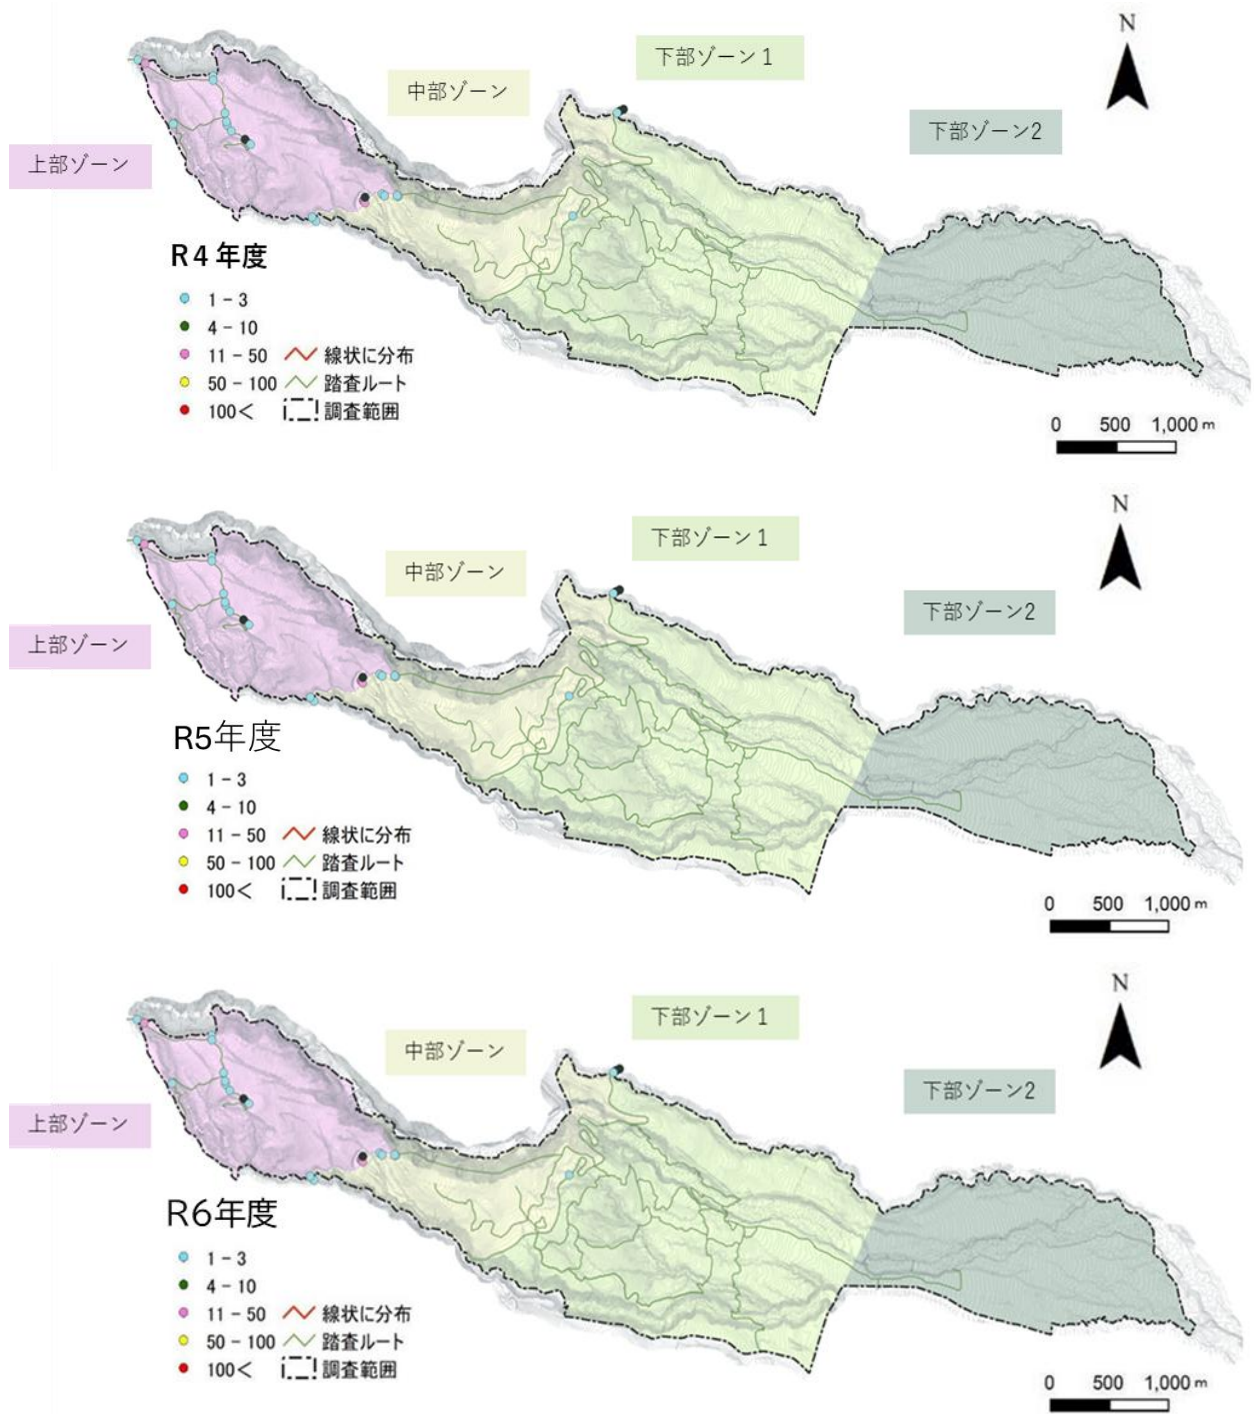 N
下部ゾーン１
中部ゾーン
下部ゾーン2
上部ゾーン
R４年度
1 − 3
4 − 10
11 − 50 線状に分布
50 − 100 踏査ルート
100＜ 調査範囲
0 500 1,000 m
N
下部ゾーン１
中部ゾーン
下部ゾーン2
上部ゾーン
R5年度
1 − 3
4 − 10
11 − 50 線状に分布
50 − 100 踏査ルート
100＜ 調査範囲
0 500 1,000 m
N
下部ゾーン１
中部ゾーン
下部ゾーン2
上部ゾーン
R6年度
1 − 3
4 − 10
11 − 50 線状に分布
50 − 100 踏査ルート
100＜ 調査範囲
0 500 1,000 m